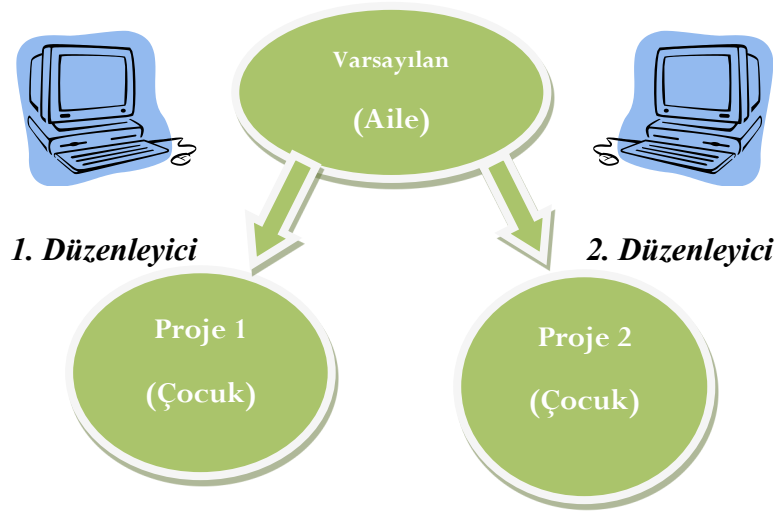 Varsayılan
(Aile)
1. Düzenleyici
2. Düzenleyici
Proje 1
(Çocuk)
Proje 2
(Çocuk)